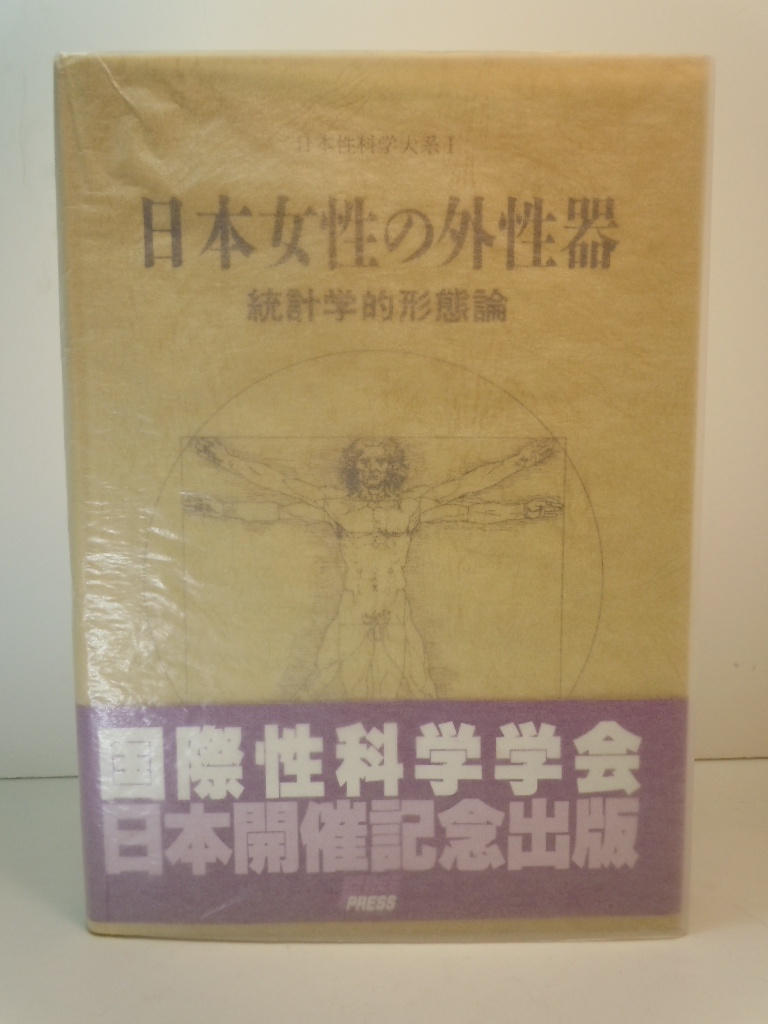 日本性科学大系 I
日本女性の外性器
統計学的形態論
国際性科学学会
日本開催記念出版
PRESS